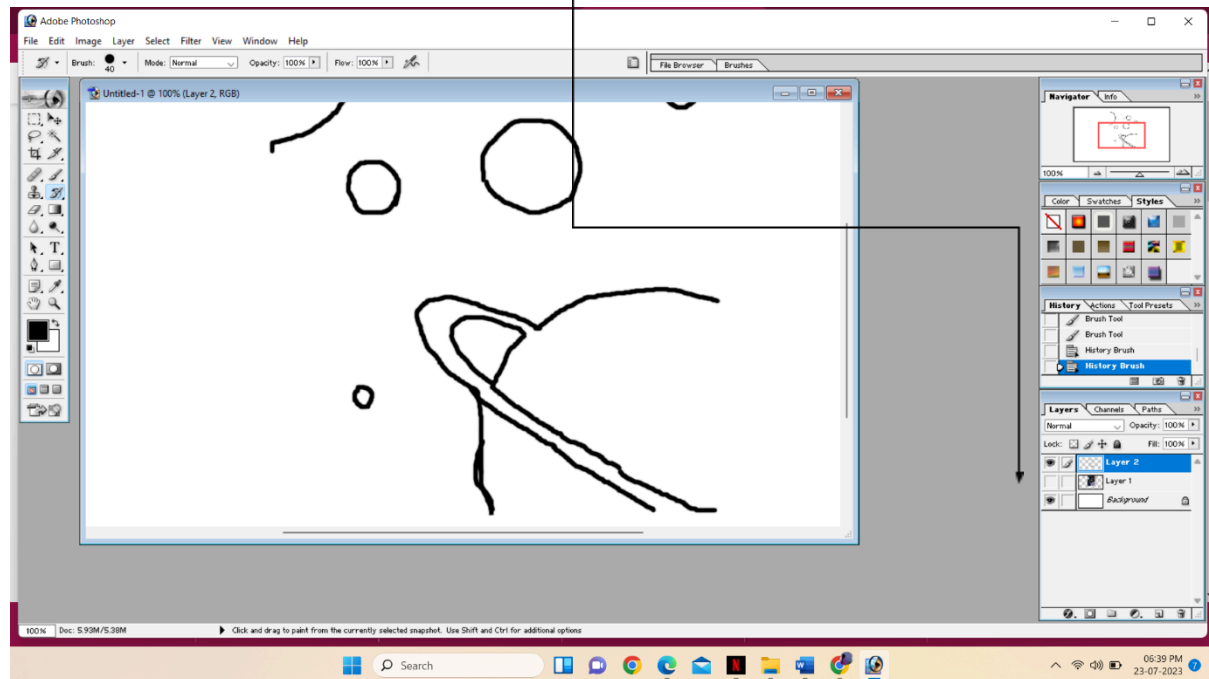 Adobe Photoshop
File Edit Image Layer Select Filter View Window Help
Brush: 40 Mode: Normal Opacity: 100% Flow: 100% File Browser Brushes
Untitled-1 @ 100% (Layer 2, RGB)
Navigator Info
100%
Color Swatches Styles
History Actions Tool Presets
Brush Tool
Brush Tool
History Brush
History Brush
Layers Channels Paths
Normal Opacity: 100%
Lock: Fill: 100%
Layer 2
Layer 1
Background
100% Doc: 5.93M/5.38M Click and drag to paint from the currently selected snapshot. Use Shift and Ctrl for additional options
Search
06:39 PM
23-07-2023
7